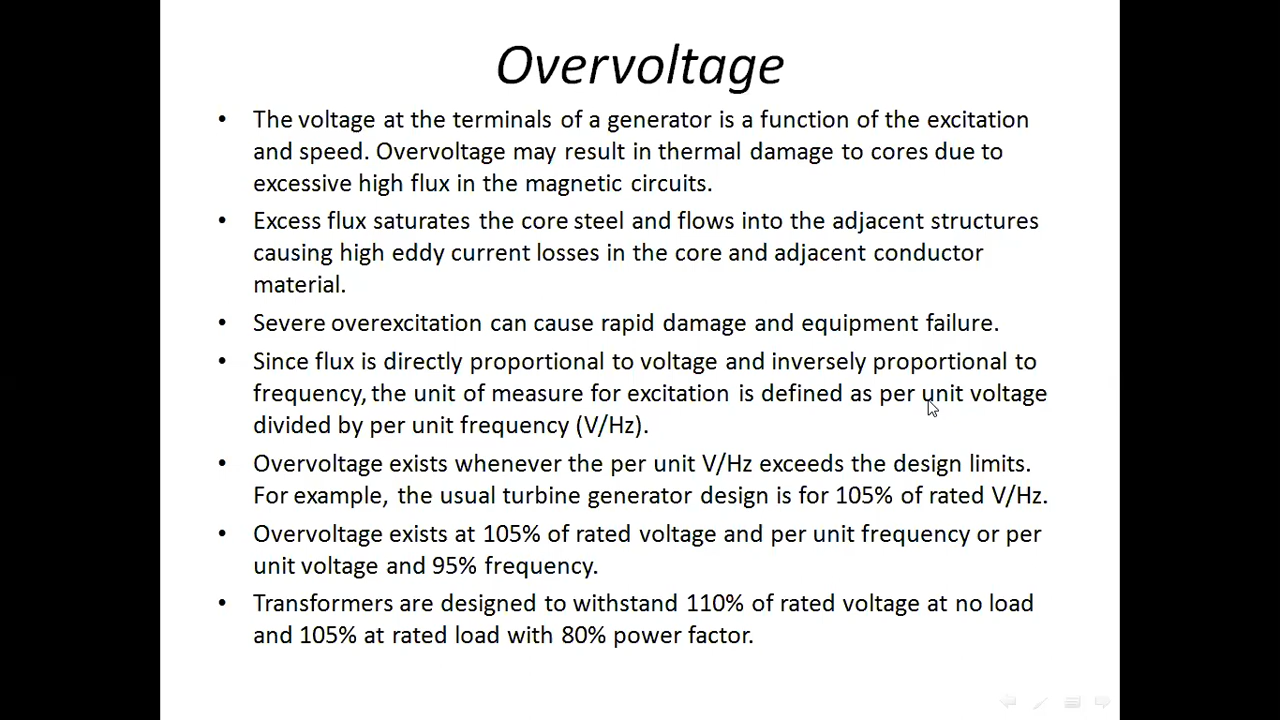 Overvoltage
• The voltage at the terminals of a generator is a function of the excitation
and speed. Overvoltage may result in thermal damage to cores due to
excessive high flux in the magnetic circuits.
• Excess flux saturates the core steel and flows into the adjacent structures
causing high eddy current losses in the core and adjacent conductor
material.
• Severe overexcitation can cause rapid damage and equipment failure.
• Since flux is directly proportional to voltage and inversely proportional to
frequency, the unit of measure for excitation is defined as per unit voltage
divided by per unit frequency (V/Hz).
• Overvoltage exists whenever the per unit V/Hz exceeds the design limits.
For example, the usual turbine generator design is for 105% of rated V/Hz.
• Overvoltage exists at 105% of rated voltage and per unit frequency or per
unit voltage and 95% frequency.
• Transformers are designed to withstand 110% of rated voltage at no load
and 105% at rated load with 80% power factor.